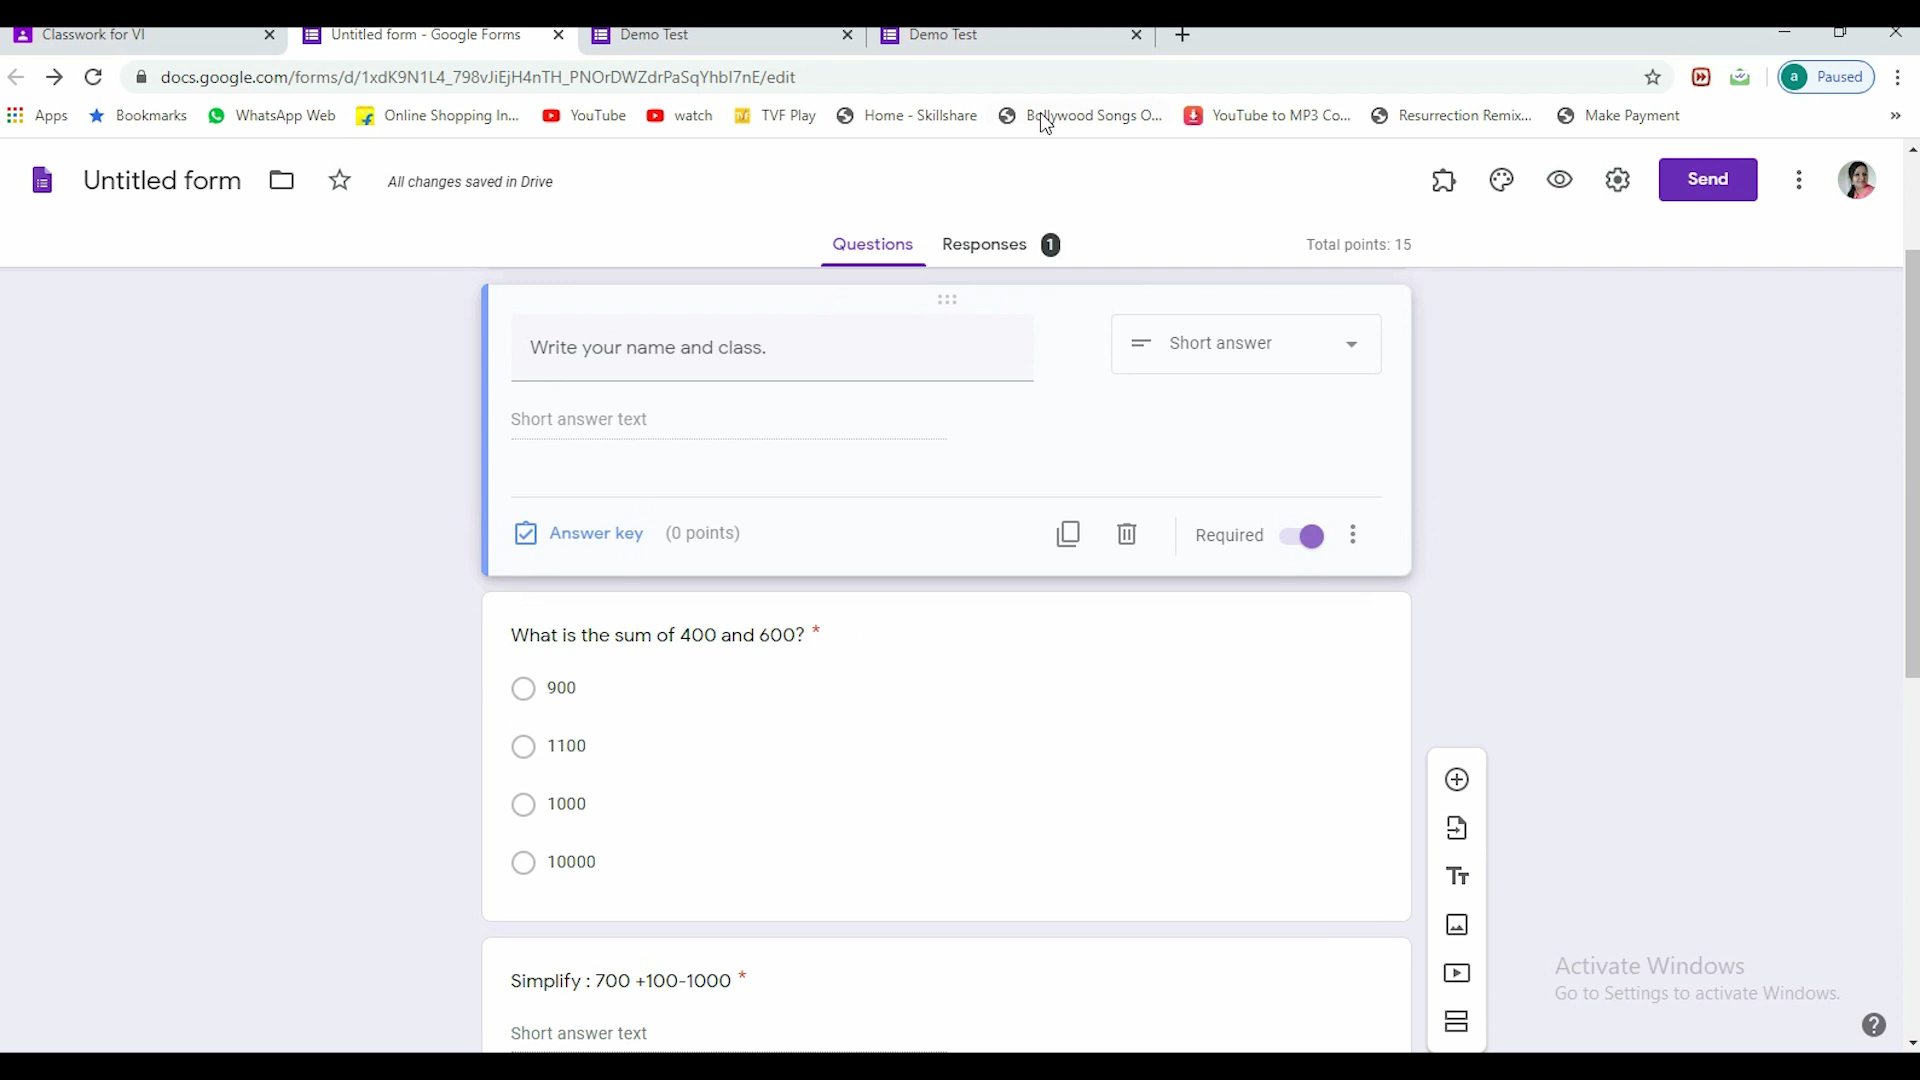 Classwork for VI
Untitled form - Google Forms
Demo Test
Demo Test
docs.google.com/forms/d/1xdK9N1L4_798vJiEjH4nTH_PNOrDWZdrPaSqYhbI7nE/edit
a Paused
Apps Bookmarks WhatsApp Web Online Shopping In... YouTube watch TVF Play Home - Skillshare Bollywood Songs O... YouTube to MP3 Co... Resurrection Remix... Make Payment »
Untitled form
All changes saved in Drive
Send
Questions Responses 1 Total points: 15
Write your name and class.
Short answer
Short answer text
Answer key (0 points)
Required
What is the sum of 400 and 600? *
900
1100
1000
10000
Simplify : 700 +100-1000 *
Short answer text
Tт
Activate Windows
Go to Settings to activate Windows.